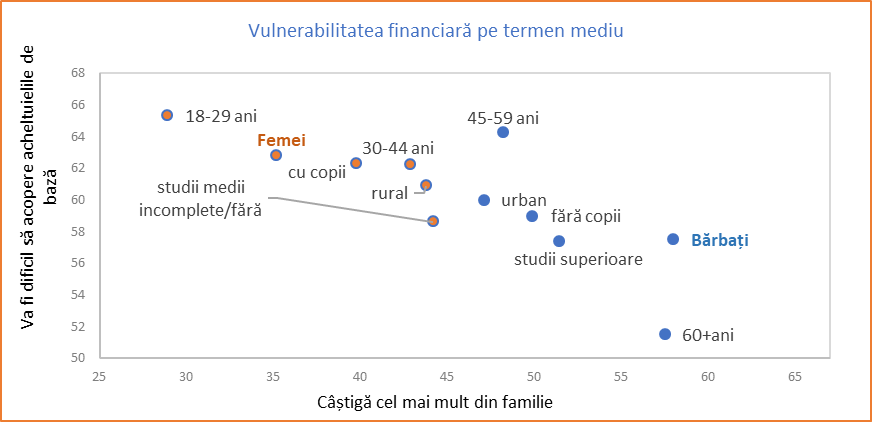 Vulnerabilitatea financiară pe termen mediu
Va fi dificil să acopere acheltuielile de
bază
68
66
64
62
60
58
56
54
52
50
18-29 ani
Femei
cu copii
30-44 ani
45-59 ani
studii medii
incomplete/fără
rural
urban
fără copii
studii superioare
Bărbați
60+ani
25
30
35
40
45
50
55
60
65
Câștigă cel mai mult din familie